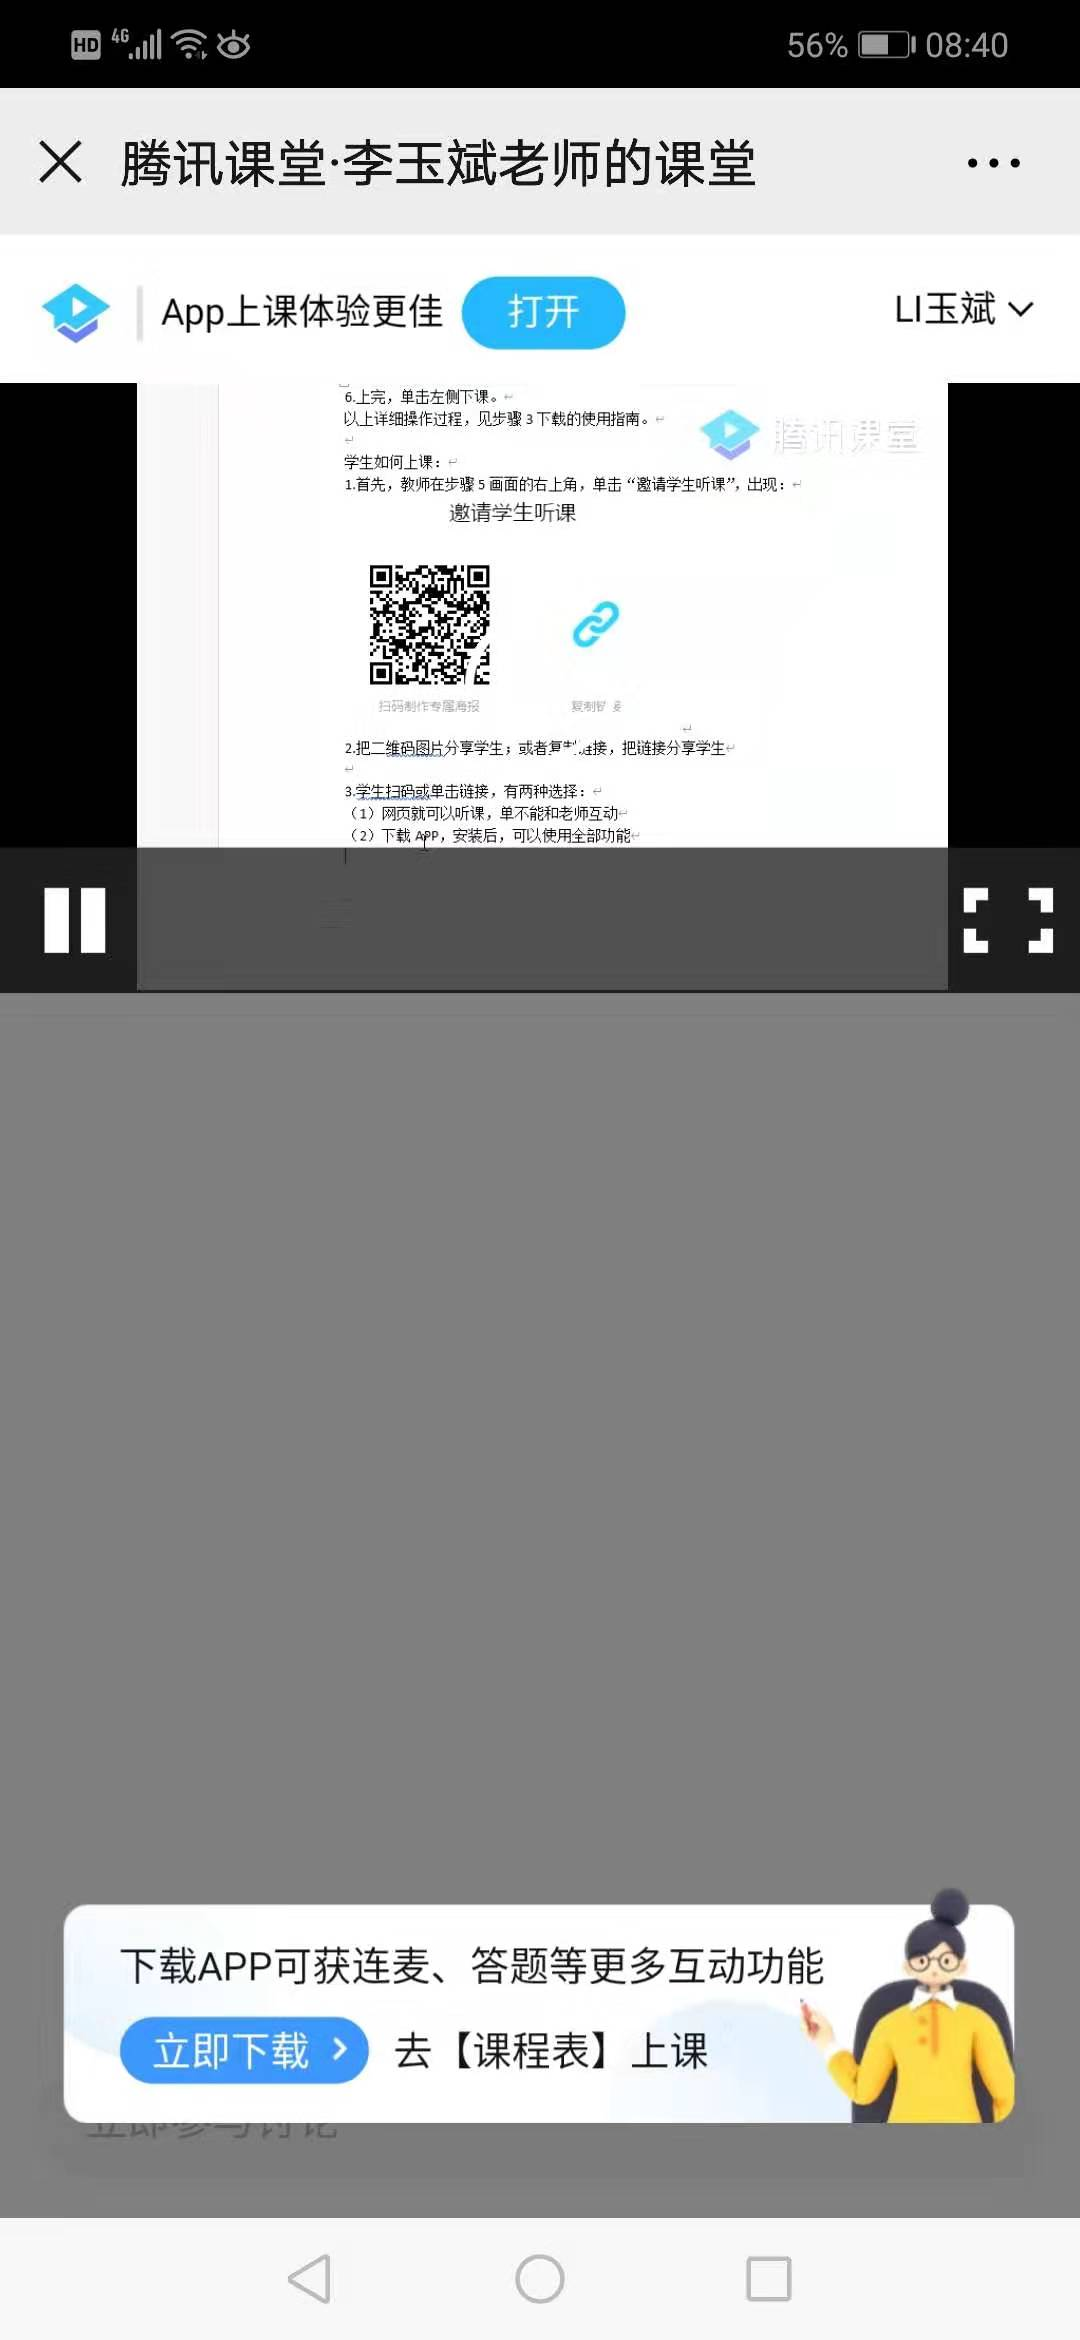 HD 4G 56% 08:40
腾讯课堂·李玉斌老师的课堂
App上课体验更佳 打开 LI玉斌
6.上完，单击左侧下课。
以上详细操作过程，见步骤 3 下载的使用指南。
腾讯课堂
学生如何上课：
1.首先，教师在步骤 5 画面的右上角，单击“邀请学生听课”，出现：
邀请学生听课
扫码制作专属海报 复制
2.把二维码图片分享学生；或者复制连接，把链接分享学生
3.学生扫码或单击链接，有两种选择：
（1）网页就可以听课，单不能和老师互动
（2）下载 APP，安装后，可以使用全部功能
下载APP可获连麦、答题等更多互动功能
立即下载 去【课程表】上课
立即参与讨论